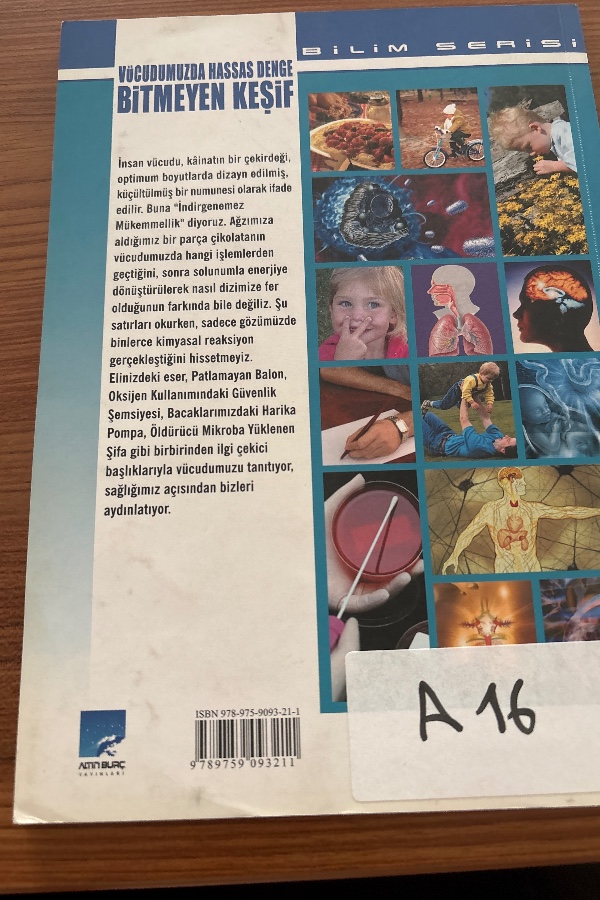 BİLİM SERİSİ
VÜCUDUMUZDA HASSAS DENGE
BİTMEYEN KEŞİF
İnsan vücudu, kâinatın bir çekirdeği,
optimum boyutlarda dizayn edilmiş,
küçültülmüş bir numunesi olarak ifade
edilir. Buna "İndirgenemez
Mükemmellik" diyoruz. Ağzımıza
aldığımız bir parça çikolatanın
vücudumuzda hangi işlemlerden
geçtiğini, sonra solunumla enerjiye
dönüştürülerek nasıl dizimize fer
olduğunun farkında bile değiliz. Şu
satırları okurken, sadece gözümüzde
binlerce kimyasal reaksiyon
gerçekleştiğini hissetmeyiz.
Elinizdeki eser, Patlamayan Balon,
Oksijen Kullanımındaki Güvenlik
Şemsiyesi, Bacaklarımızdaki Harika
Pompa, Öldürücü Mikroba Yüklenen
Şifa gibi birbirinden ilgi çekici
başlıklarıyla vücudumuzu tanıtıyor,
sağlığımız açısından bizleri
aydınlatıyor.
ALTIN BURÇ
YAYINLARI
ISBN 978-975-9093-21-1
9789759093211
A 16